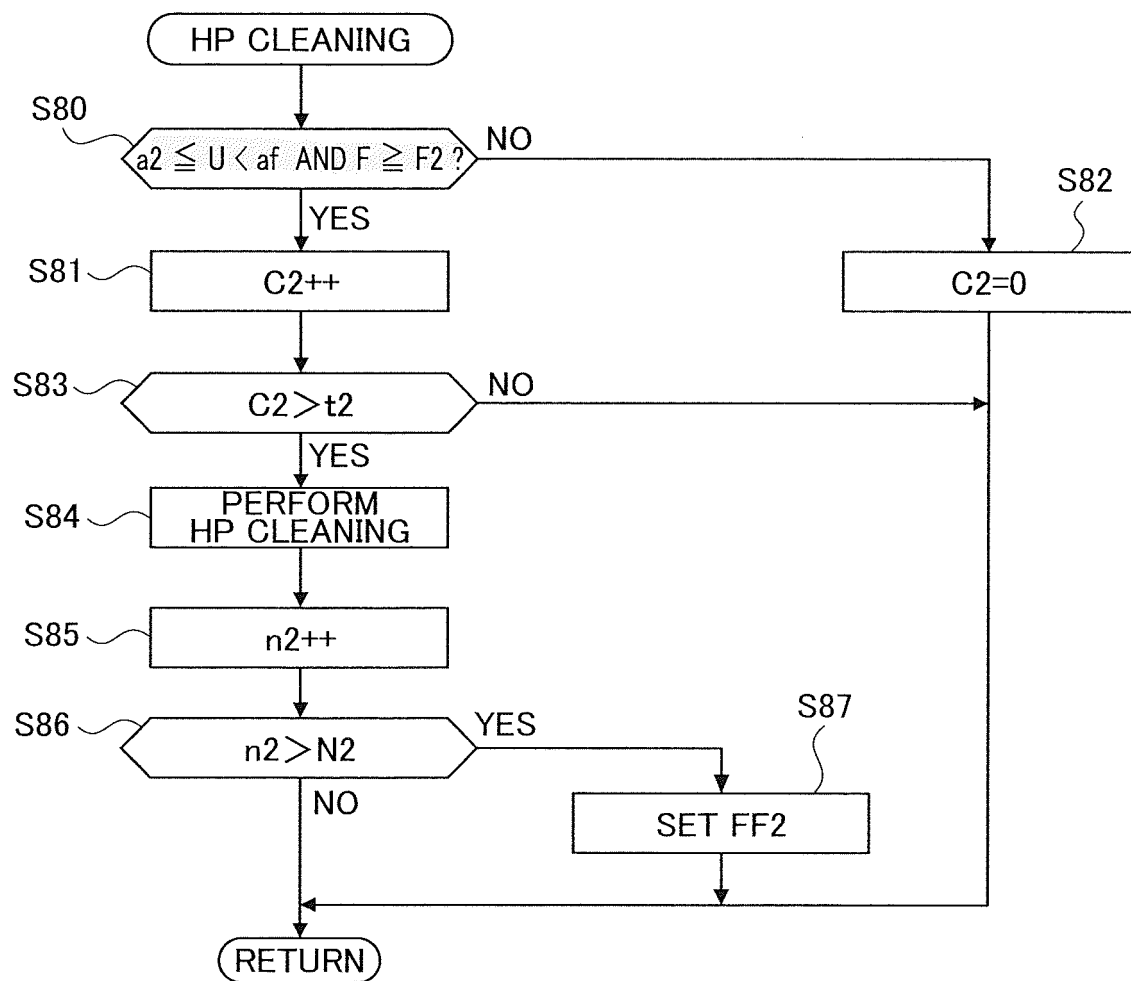 HP CLEANING
S80
a2 ≦ U < af AND F ≧ F2 ?
NO
S82
YES
S81
C2++
C2=0
S83
C2>t2
NO
YES
S84
PERFORM
HP CLEANING
S85
n2++
S86
n2>N2
YES
S87
NO
SET FF2
RETURN